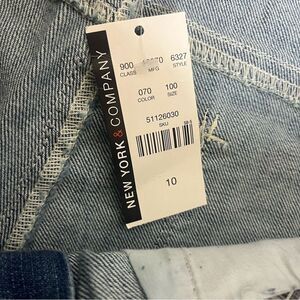 NEW YORK & COMPANY
900 6327
CLASS MFG STYLE
070 100
COLOR SIZE
51126030
SKU
10